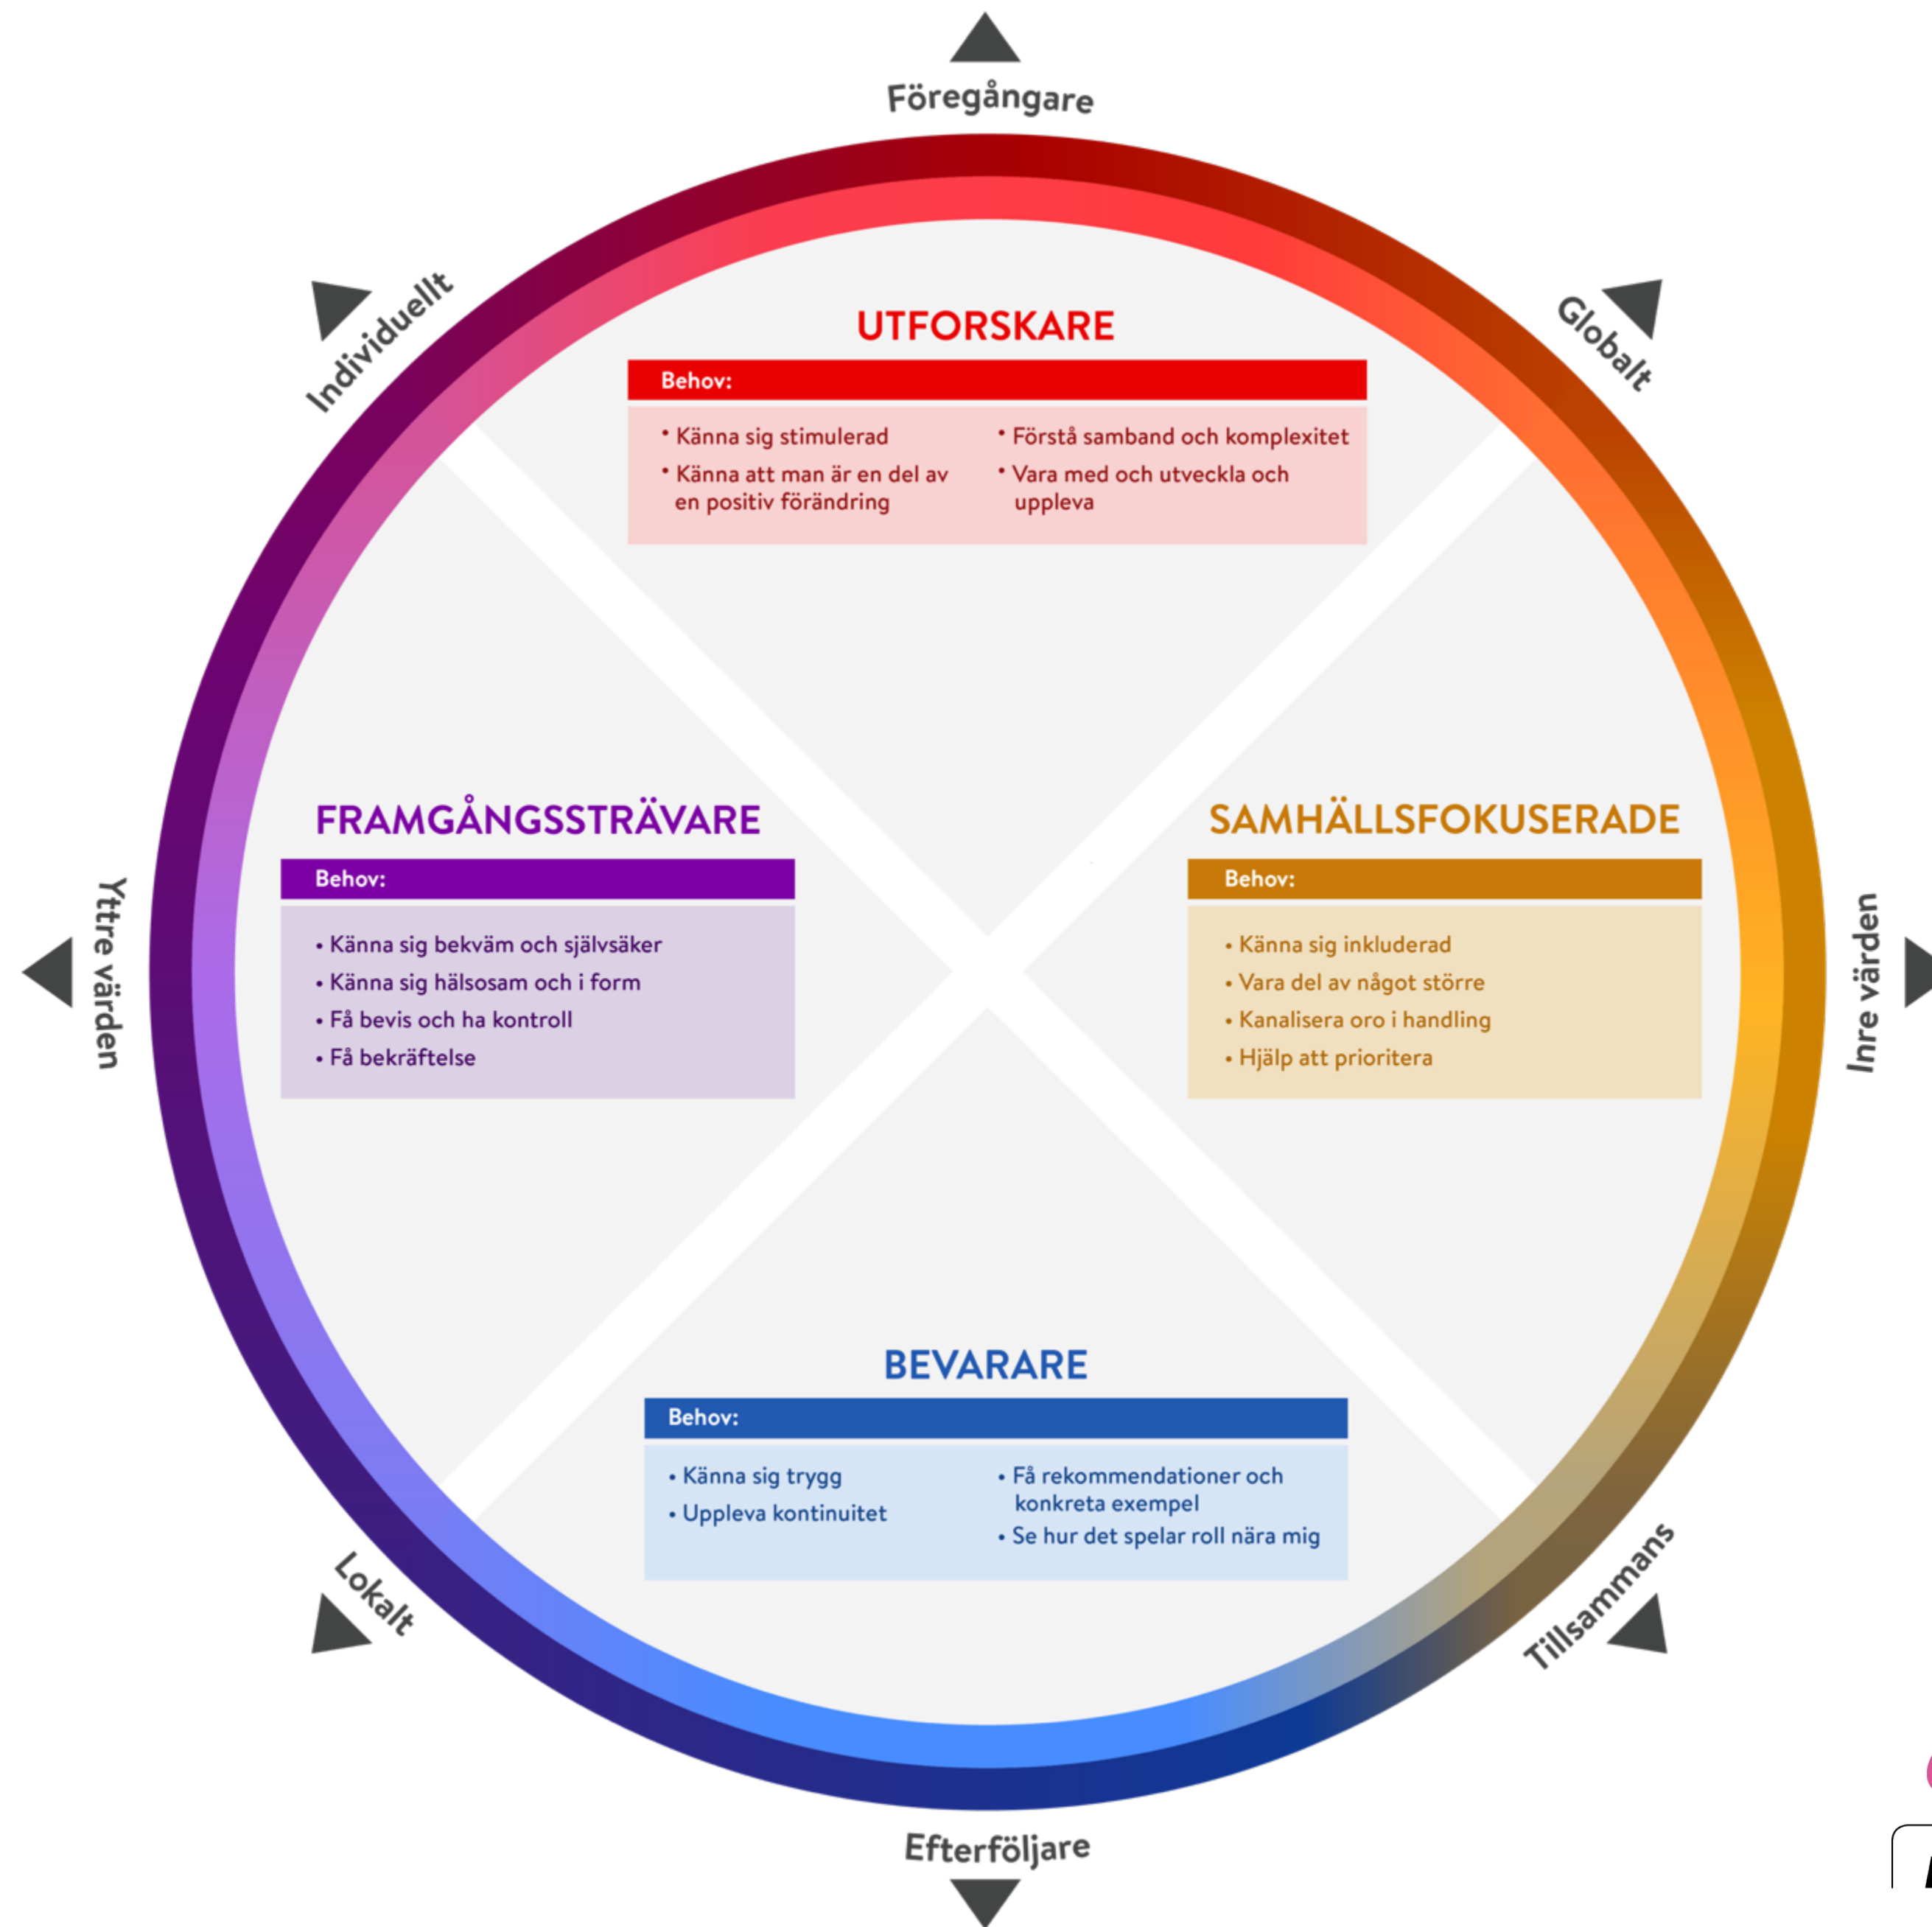 Föregångare
Individuellt
Globalt
UTFORSKARE
Behov:
• Känna sig stimulerad
• Känna att man är en del av
en positiv förändring
• Förstå samband och komplexitet
• Vara med och utveckla och
uppleva
FRAMGÅNGSSTRÄVARE
Behov:
• Känna sig bekväm och självsäker
• Känna sig hälsosam och i form
• Få bevis och ha kontroll
• Få bekräftelse
SAMHÄLLSFOKUSERADE
Behov:
• Känna sig inkluderad
• Vara del av något större
• Kanalisera oro i handling
• Hjälp att prioritera
Yttre värden
Inre värden
BEVARARE
Behov:
• Känna sig trygg
• Uppleva kontinuitet
• Få rekommendationer och
konkreta exempel
• Se hur det spelar roll nära mig
Lokalt
Tillsammans
Efterföljare